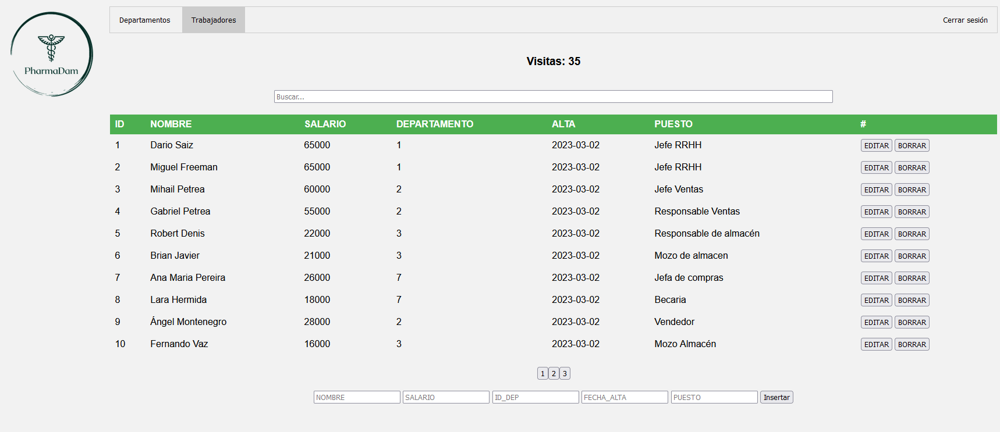 PharmaDam
Departamentos Trabajadores Cerrar sesión
Visitas: 35
Buscar...
ID NOMBRE SALARIO DEPARTAMENTO ALTA PUESTO #
1 Dario Saiz 65000 1 2023-03-02 Jefe RRHH EDITAR BORRAR
2 Miguel Freeman 65000 1 2023-03-02 Jefe RRHH EDITAR BORRAR
3 Mihail Petrea 60000 2 2023-03-02 Jefe Ventas EDITAR BORRAR
4 Gabriel Petrea 55000 2 2023-03-02 Responsable Ventas EDITAR BORRAR
5 Robert Denis 22000 3 2023-03-02 Responsable de almacén EDITAR BORRAR
6 Brian Javier 21000 3 2023-03-02 Mozo de almacen EDITAR BORRAR
7 Ana Maria Pereira 26000 7 2023-03-02 Jefa de compras EDITAR BORRAR
8 Lara Hermida 18000 7 2023-03-02 Becaria EDITAR BORRAR
9 Ángel Montenegro 28000 2 2023-03-02 Vendedor EDITAR BORRAR
10 Fernando Vaz 16000 3 2023-03-02 Mozo Almacén EDITAR BORRAR
1 2 3
NOMBRE SALARIO ID_DEP FECHA_ALTA PUESTO Insertar